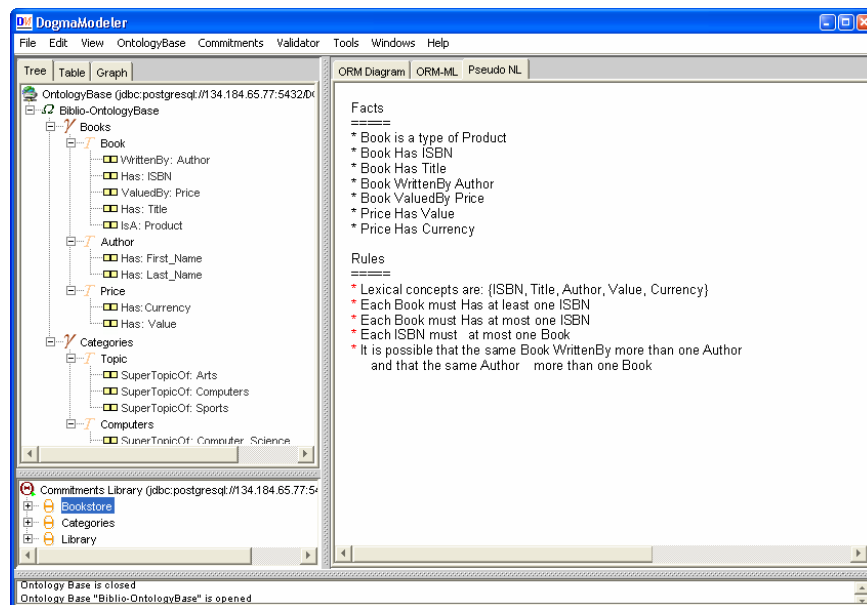 DogmaModeler
File Edit View OntologyBase Commitments Validator Tools Windows Help
Tree Table Graph
OntologyBase (jdbc:postgresql://134.184.65.77:5432/D
Biblio-OntologyBase
Books
Book
WrittenBy: Author
Has: ISBN
ValuedBy: Price
Has: Title
IsA: Product
Author
Has: First_Name
Has: Last_Name
Price
Has: Currency
Has: Value
Categories
Topic
SuperTopicOf: Arts
SuperTopicOf: Computers
SuperTopicOf: Sports
Computers
SuperTopicOf: Computer_Science
Commitments Library (jdbc:postgresql://134.184.65.77:54
Bookstore
Categories
Library
ORM Diagram ORM-ML Pseudo NL
Facts
=====
* Book is a type of Product
* Book Has ISBN
* Book Has Title
* Book WrittenBy Author
* Book ValuedBy Price
* Price Has Value
* Price Has Currency
Rules
=====
* Lexical concepts are: {ISBN, Title, Author, Value, Currency}
* Each Book must Has at least one ISBN
* Each Book must Has at most one ISBN
* Each ISBN must at most one Book
* It is possible that the same Book WrittenBy more than one Author
and that the same Author more than one Book
Ontology Base is closed
Ontology Base "Biblio-OntologyBase" is opened